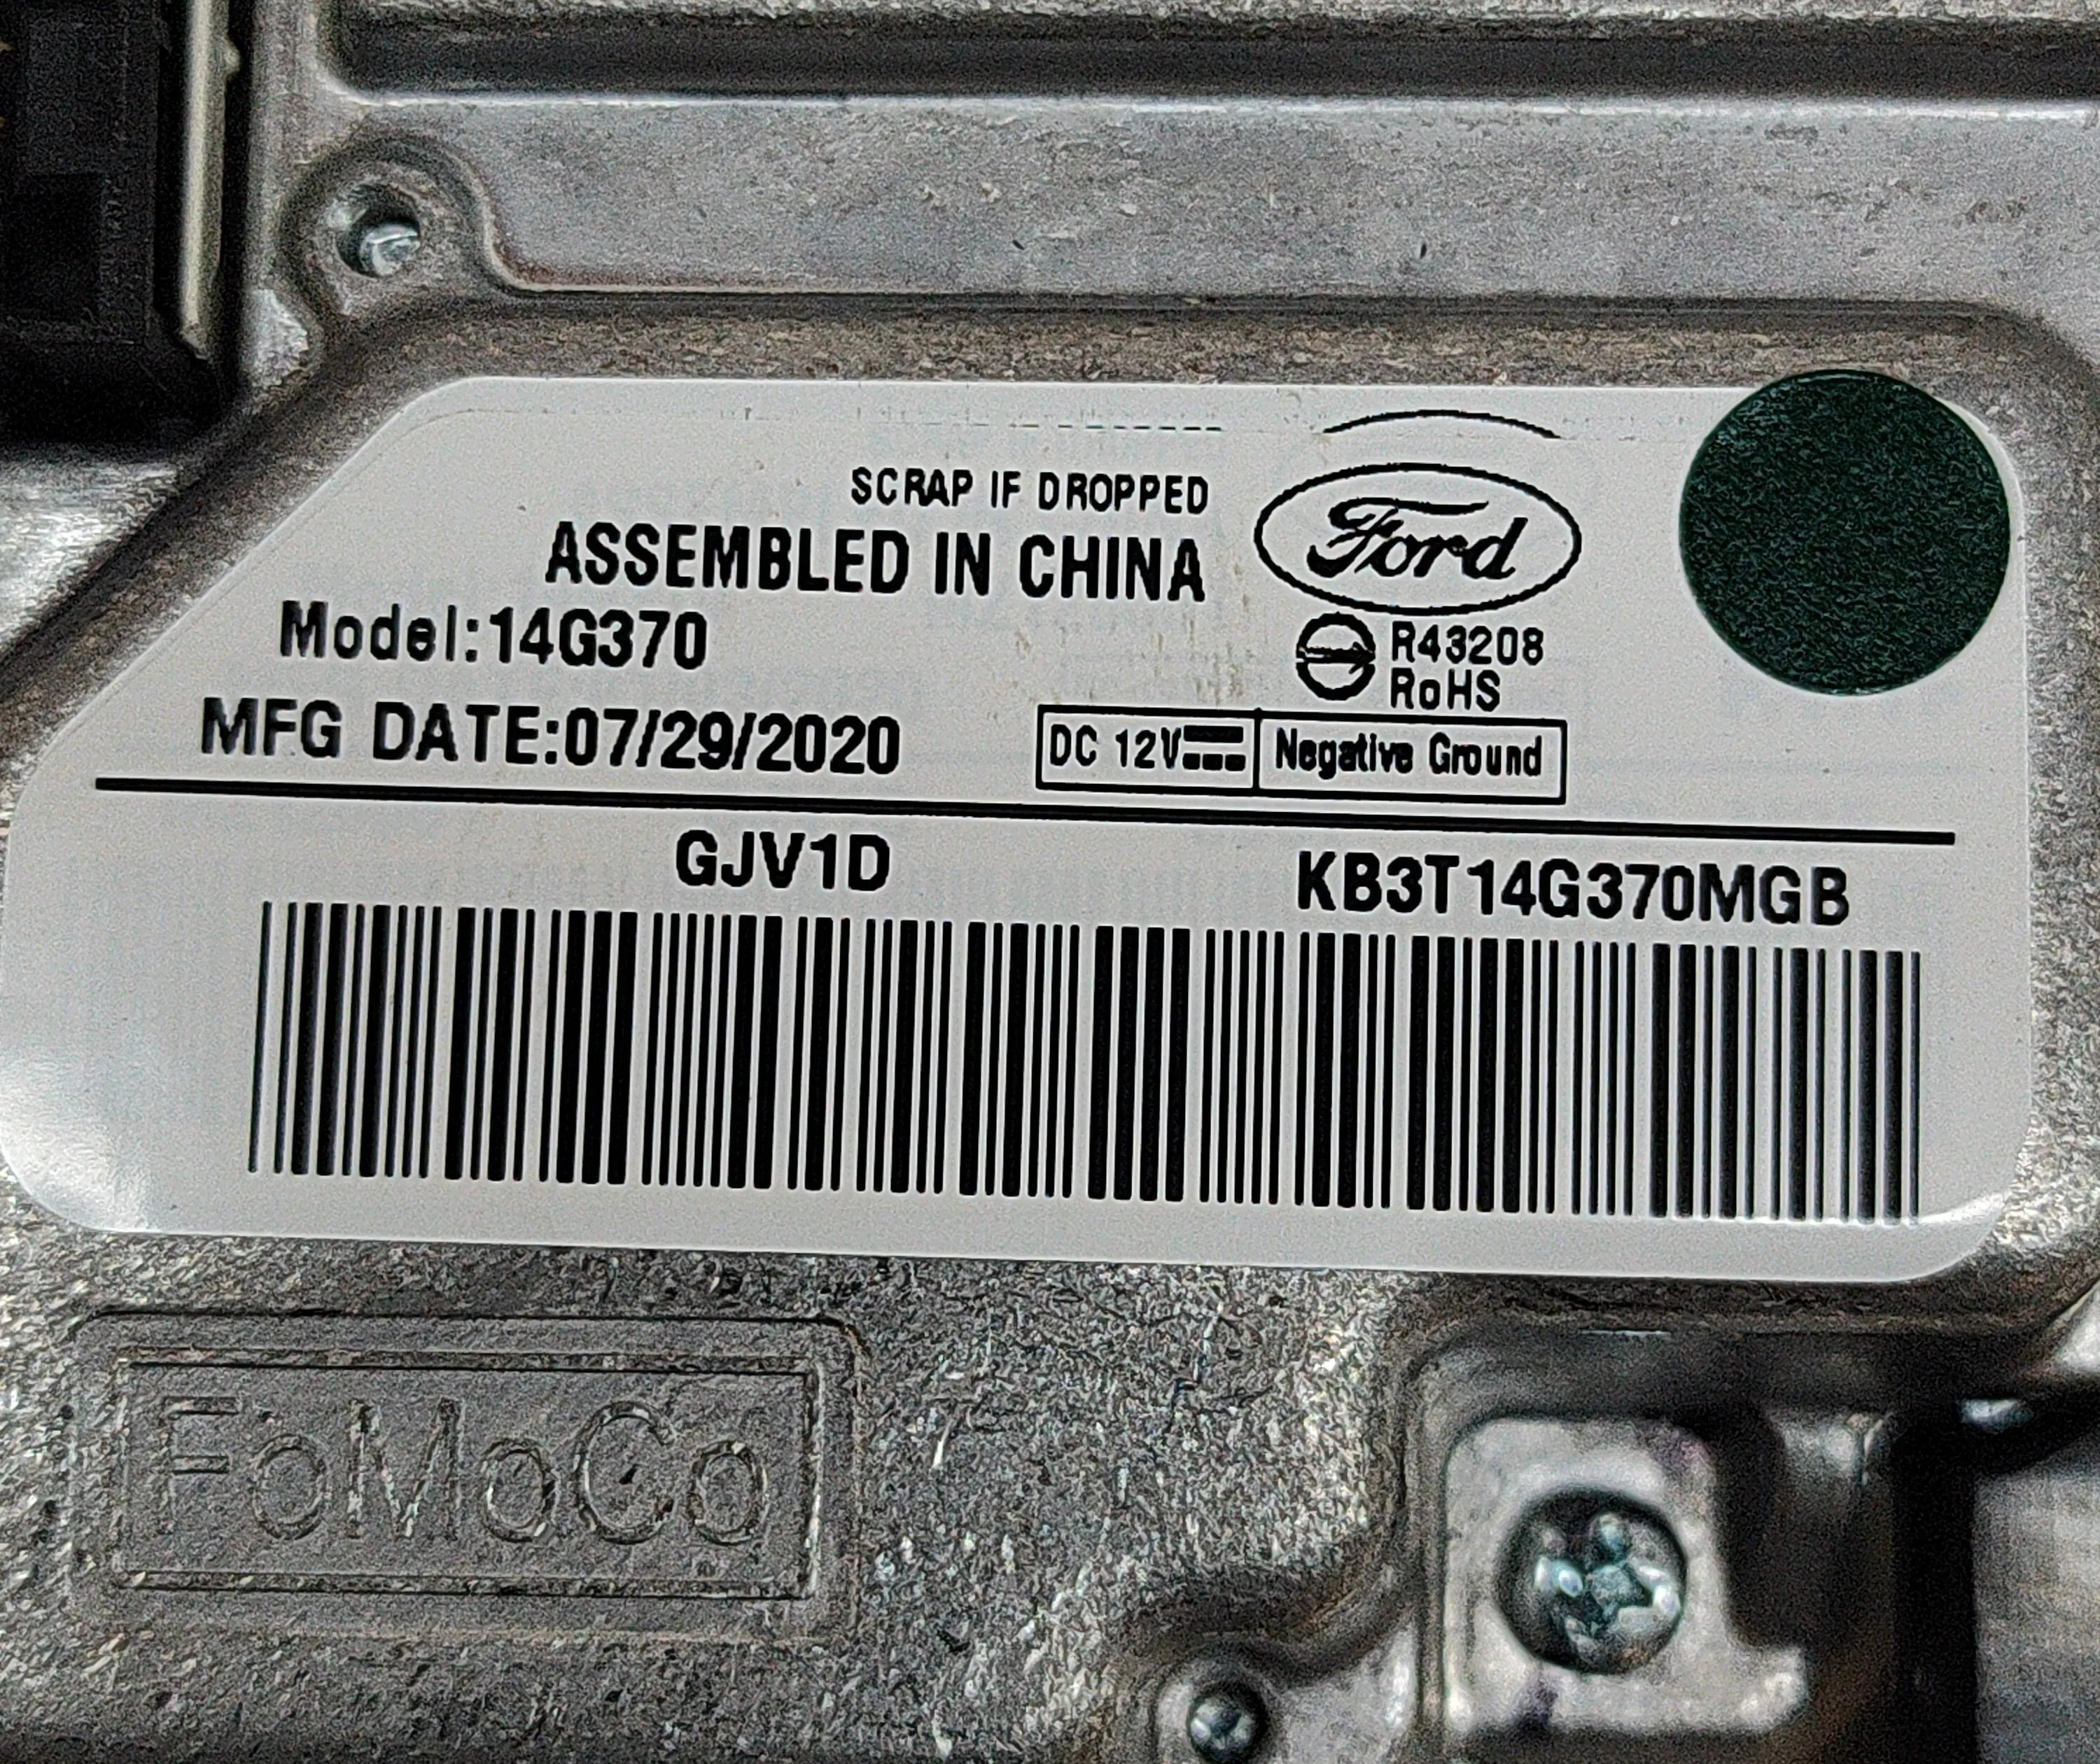 SCRAP IF DROPPED
ASSEMBLED IN CHINA
Ford
Model:14G370
R43208
RoHS
MFG DATE:07/29/2020
DC 12V
Negative Ground
GJV1D
KB3T14G370MGB
FoMoCo